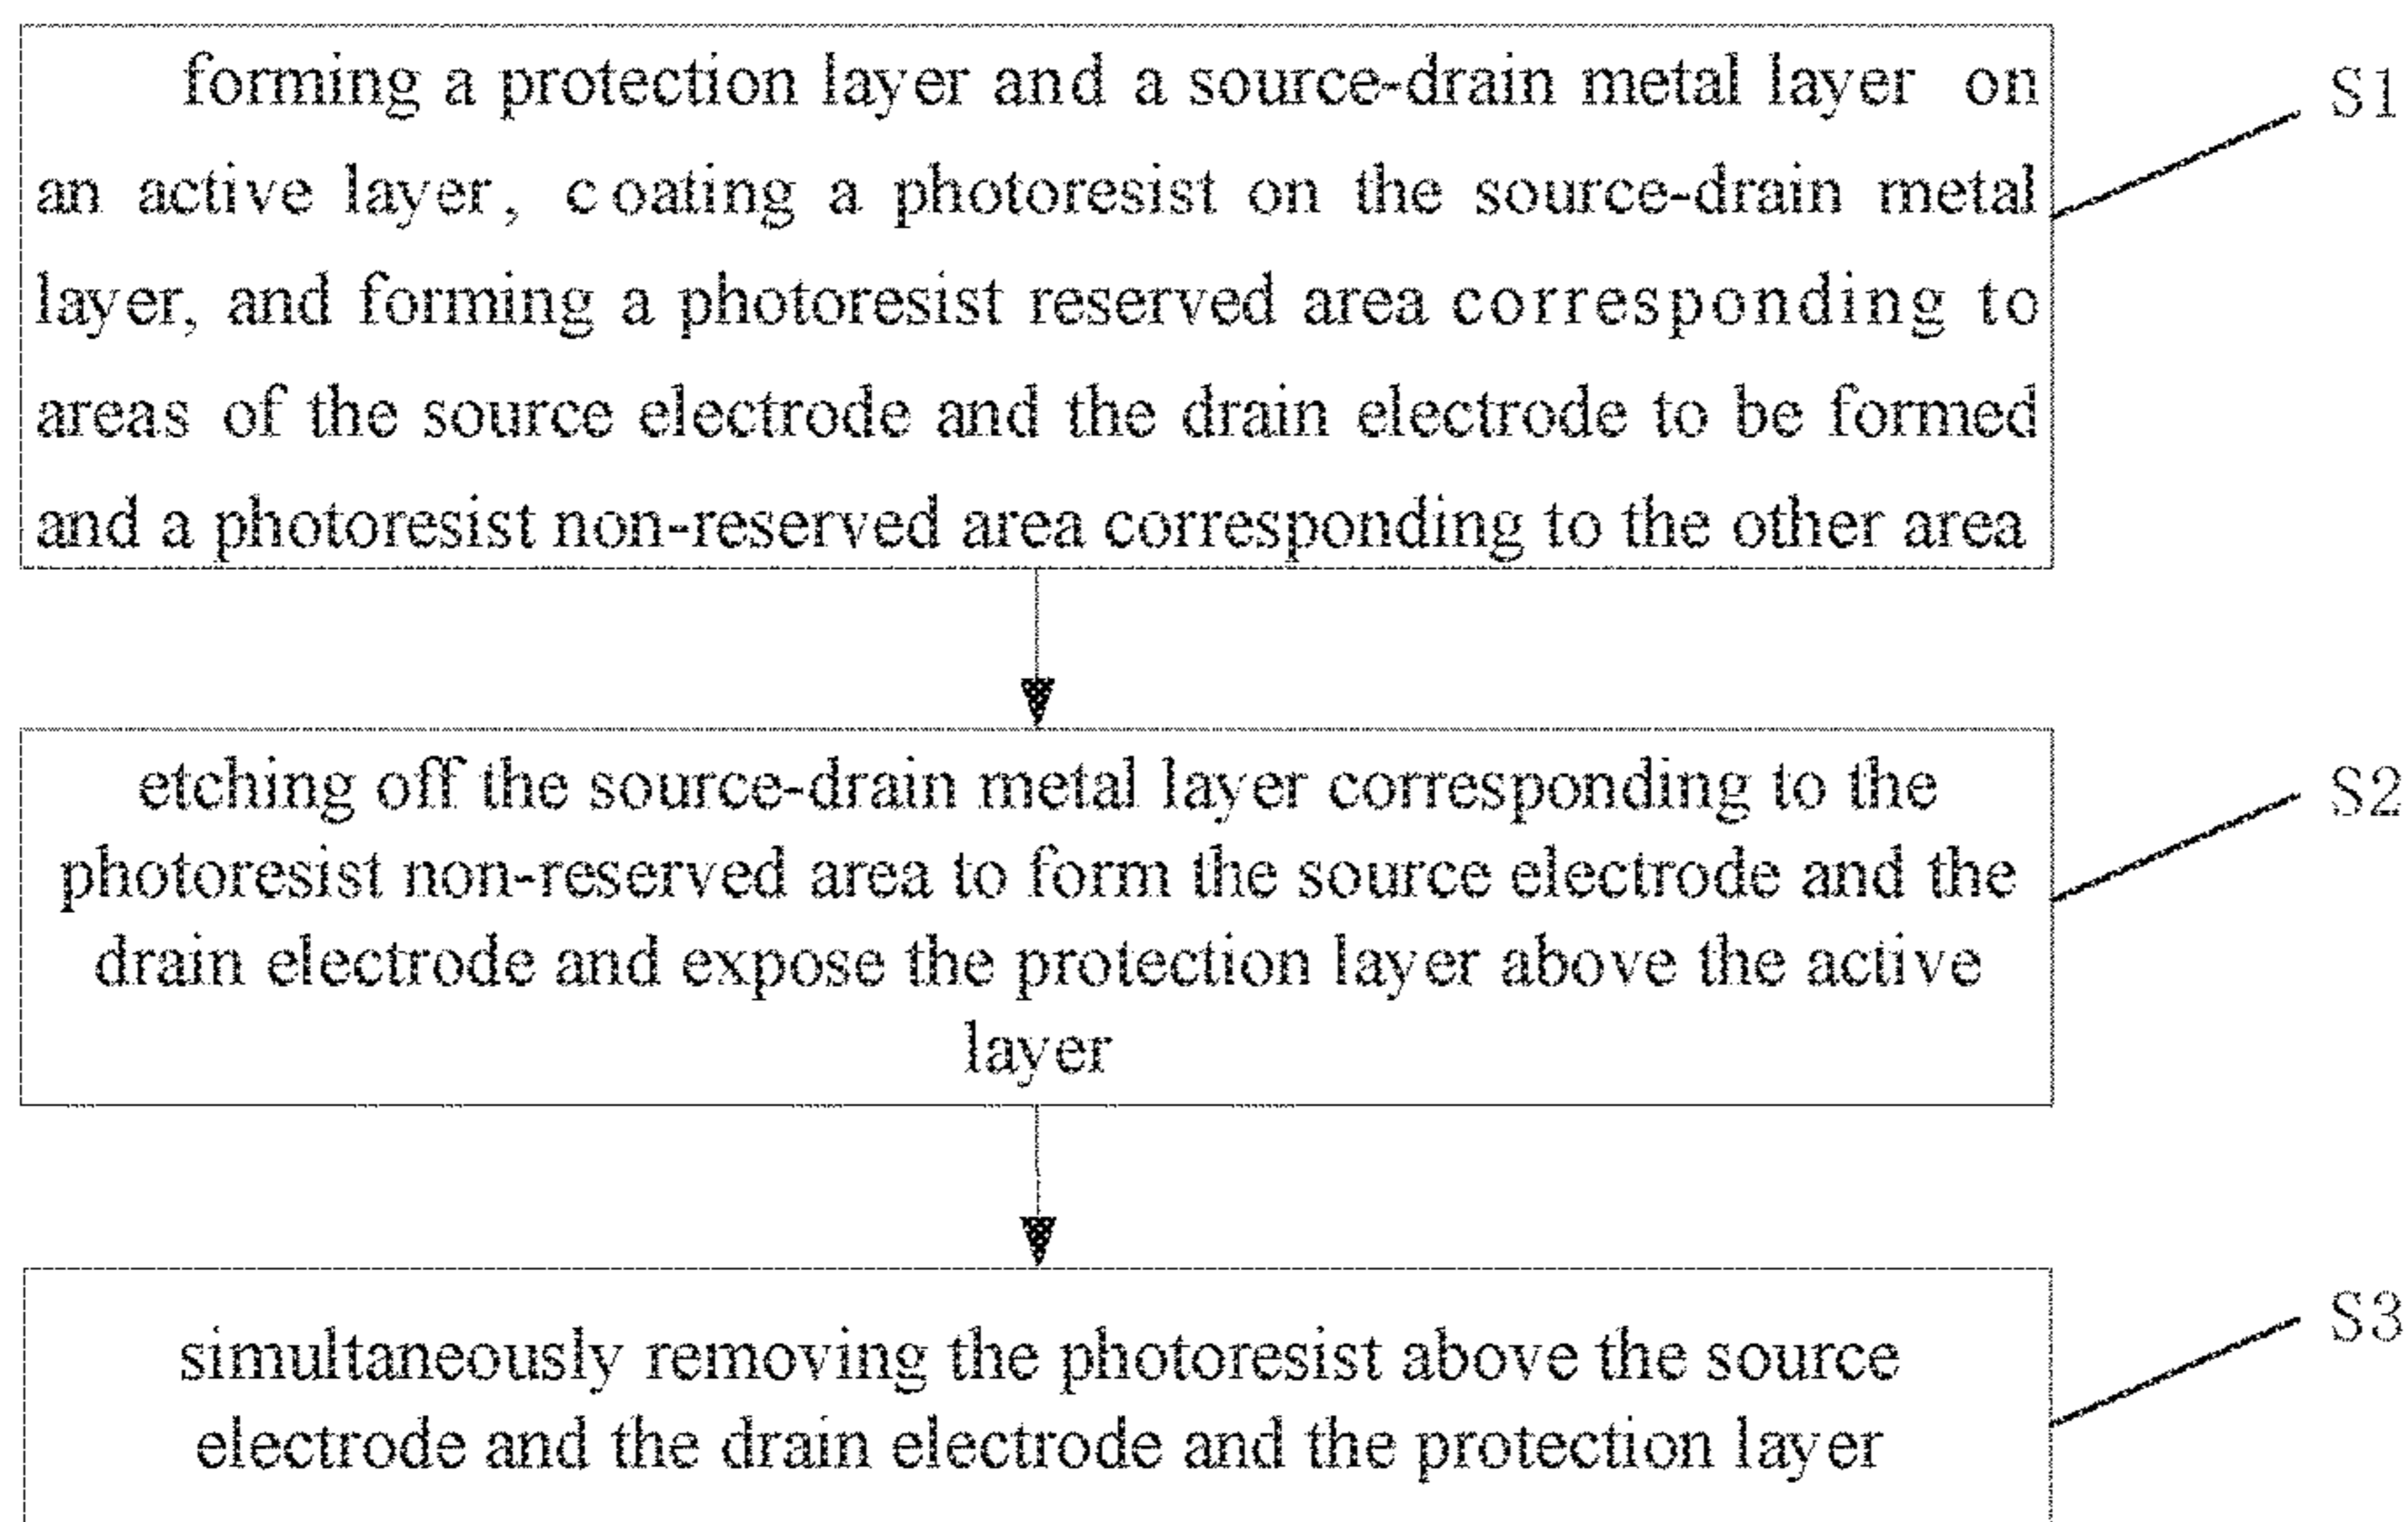 forming a protection layer and a source-drain metal layer on
an active layer, coating a photoresist on the source-drain metal
layer, and forming a photoresist reserved area corresponding to
areas of the source electrode and the drain electrode to be formed
and a photoresist non-reserved area corresponding to the other area
S1
etching off the source-drain metal layer corresponding to the
photoresist non-reserved area to form the source electrode and the
drain electrode and expose the protection layer above the active
layer
S2
simultaneously removing the photoresist above the source
electrode and the drain electrode and the protection layer
S3